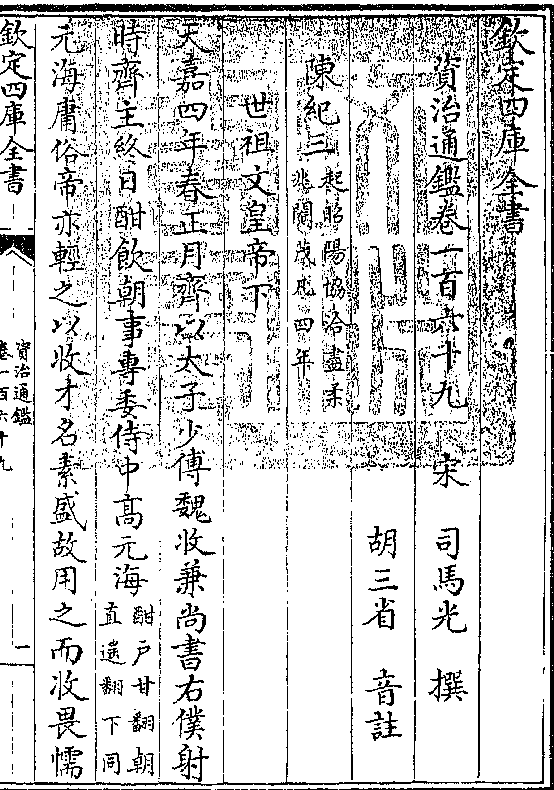 欽定四庫全書
資治通鑑卷一百六十九
宋 司馬光 撰
胡三省 音註
陳紀三起昭陽協洽盡柔兆閹茂凡四年
世祖文皇帝下
天嘉四年春正月齊以太子少傅魏收兼尚書右僕射
時齊主終日酣飲朝事專委侍中髙元海酣户甘翻朝直遥翻下同
元海庸俗帝亦輕之以收才名素盛故用之而收畏懦
欽定四庫全書
資治通鑑
卷一百六十九
一